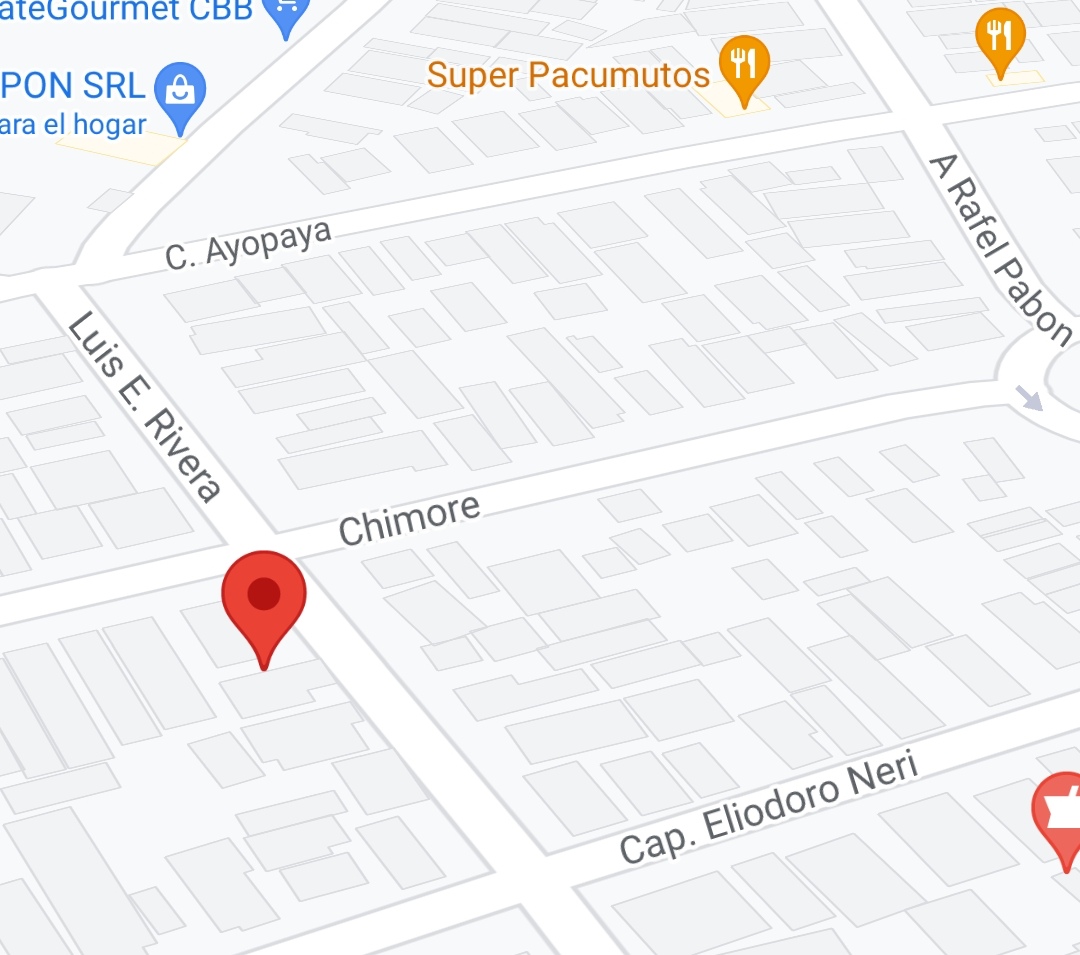 ateGourmet CBB
PON SRL
ara el hogar
Super Pacumutos
A Rafel Pabon
C. Ayopaya
Luis E. Rivera
Chimore
Cap. Eliodoro Neri